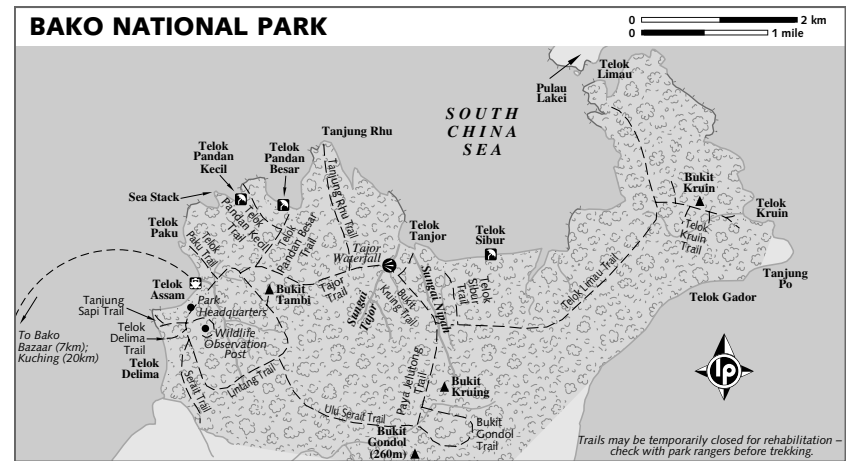 BAKO NATIONAL PARK
0 2 km
0 1 mile
Telok
Limau
Pulau
Lakei
SOUTH
CHINA
SEA
Tanjung Rhu
Telok
Pandan
Kecil
Telok
Pandan
Besar
Sea Stack
Telok
Paku
Telok
Paku Trail
Telok
Pandan Kecil
Trail
Telok
Pandan Besar
Trail
Tanjung Rhu Trail
Tajor
Waterfall
Telok
Tanjor
Telok
Sibur
Bukit
Kruin
Telok
Kruin
Telok
Kruin
Trail
Tanjung
Po
Telok Gador
Telok Limau Trail
Telok
Sibur
Trail
Sungai Nipah
Bukit
Kruing Trail
Sungai
Tajor
Tajor
Trail
Bukit
Tambi
Telok
Assam
Park
Headquarters
Wildlife
Observation
Post
Tanjung
Sapi Trail
Telok
Delima
Trail
Telok
Delima
To Bako
Bazaar (7km);
Kuching (20km)
Serait Trail
Lintang Trail
Ulu Serait Trail
Paya Jelutong
Trail
Bukit
Kruing
Bukit
Gondol
Trail
Bukit
Gondol
(260m)
lp
Trails may be temporarily closed for rehabilitation –
check with park rangers before trekking.